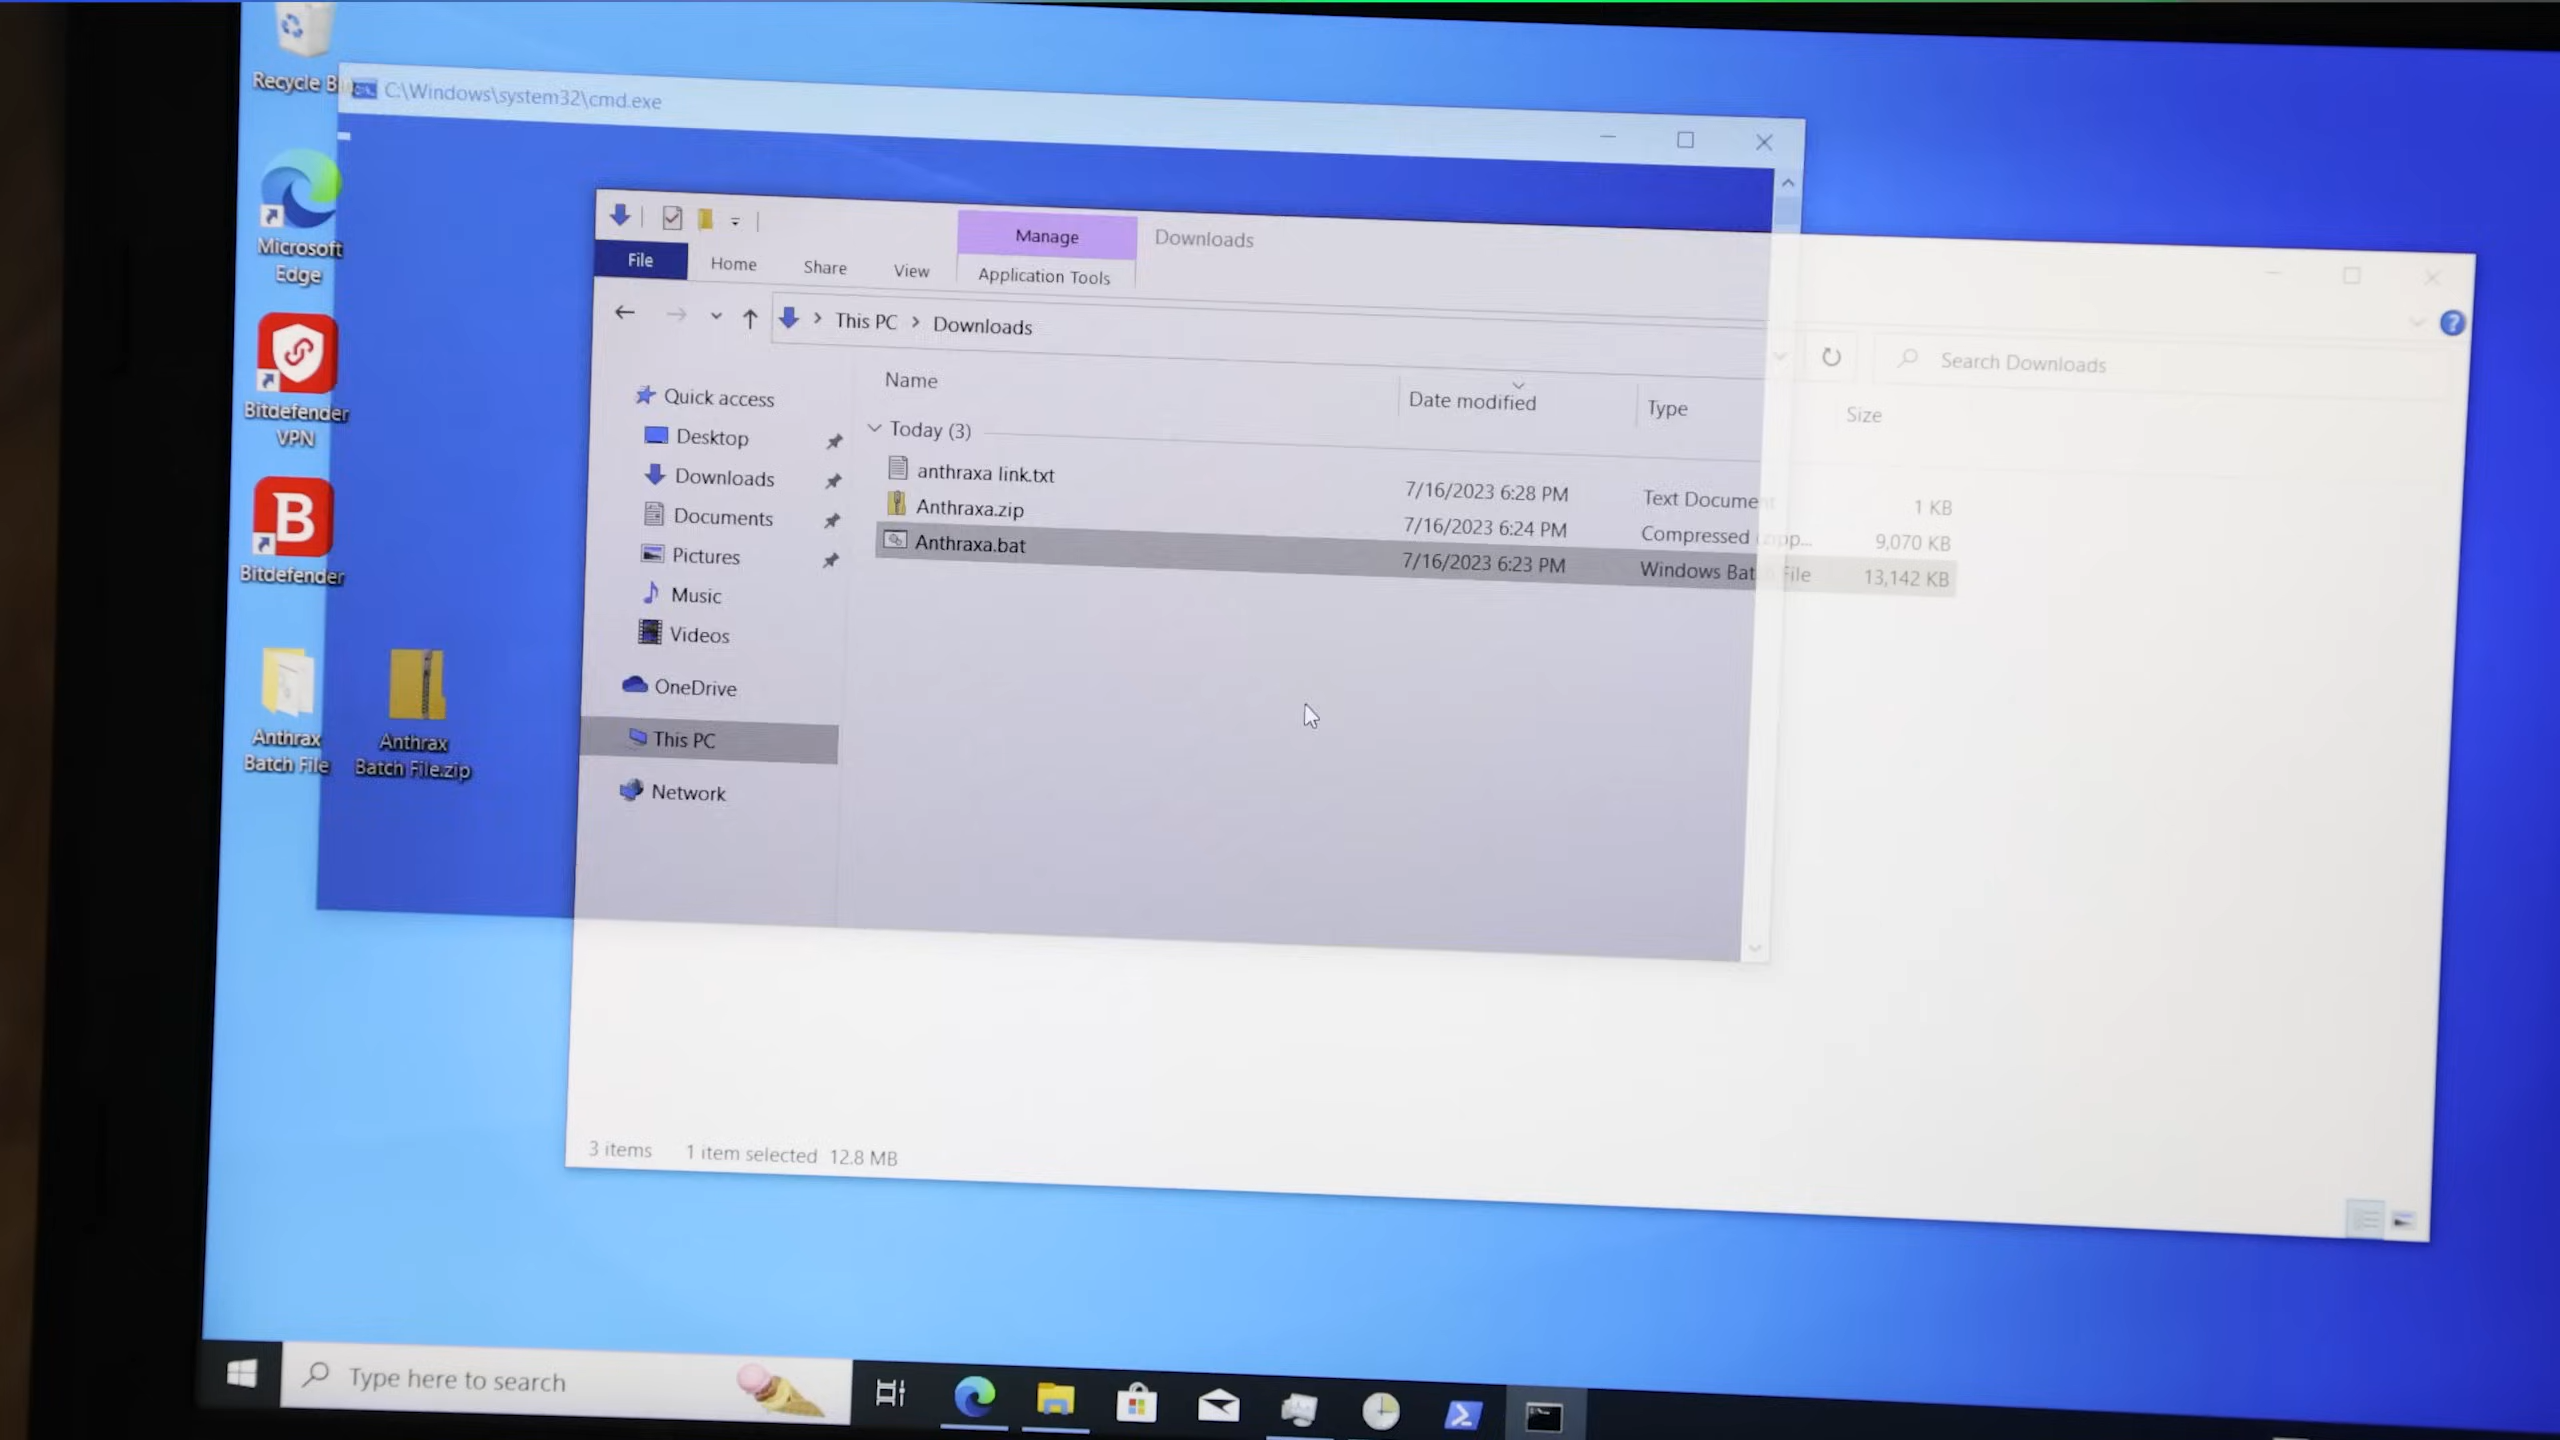 Recycle B
C:\Windows\system32\cmd.exe
Microsoft
Edge
Bitdefender
VPN
Bitdefender
Anthrax
Batch File
Anthrax
Batch File.zip
Manage
Downloads
File
Home
Share
View
Application Tools
This PC
Downloads
Search Downloads
Name
Date modified
Type
Size
Quick access
Desktop
Downloads
Documents
Pictures
Music
Videos
OneDrive
This PC
Network
Today (3)
anthraxa link.txt 7/16/2023 6:28 PM Text Document 1 KB
Anthraxa.zip 7/16/2023 6:24 PM Compressed (zipp... 9,070 KB
Anthraxa.bat 7/16/2023 6:23 PM Windows Batch File 13,142 KB
3 items 1 item selected 12.8 MB
Type here to search